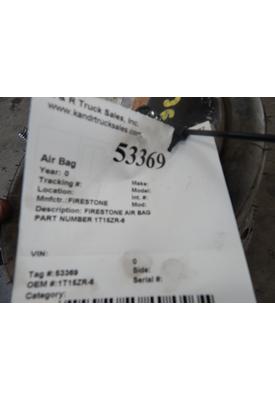 & R Truck Sales, Inc.
www.kandrtrucksales.com
53369
Air Bag
Year: 0
Tracking #: Make:
Location: Model:
Mnfctr.: FIRESTONE Int. #:
Mod:
Description: FIRESTONE AIR BAG
PART NUMBER 1T15ZR-6
VIN:
0
Tag #: 53369 Side:
OEM #: 1T15ZR-6 Serial #:
Category: